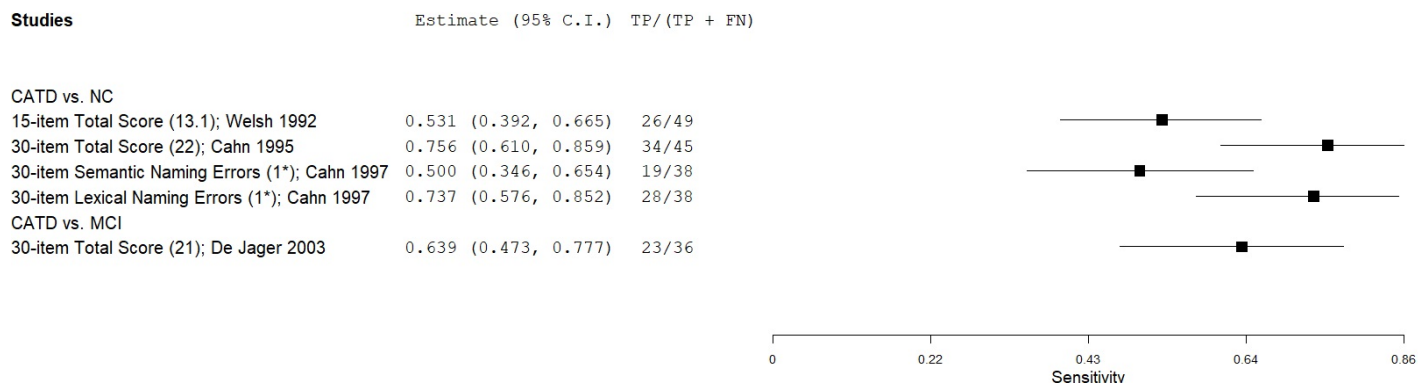 Studies Estimate (95% C.I.) TP/(TP + FN)
CATD vs. NC
15-item Total Score (13.1); Welsh 1992 0.531 (0.392, 0.665) 26/49
30-item Total Score (22); Cahn 1995 0.756 (0.610, 0.859) 34/45
30-item Semantic Naming Errors (1*); Cahn 1997 0.500 (0.346, 0.654) 19/38
30-item Lexical Naming Errors (1*); Cahn 1997 0.737 (0.576, 0.852) 28/38
CATD vs. MCI
30-item Total Score (21); De Jager 2003 0.639 (0.473, 0.777) 23/36
0 0.22 0.43 0.64 0.86
Sensitivity